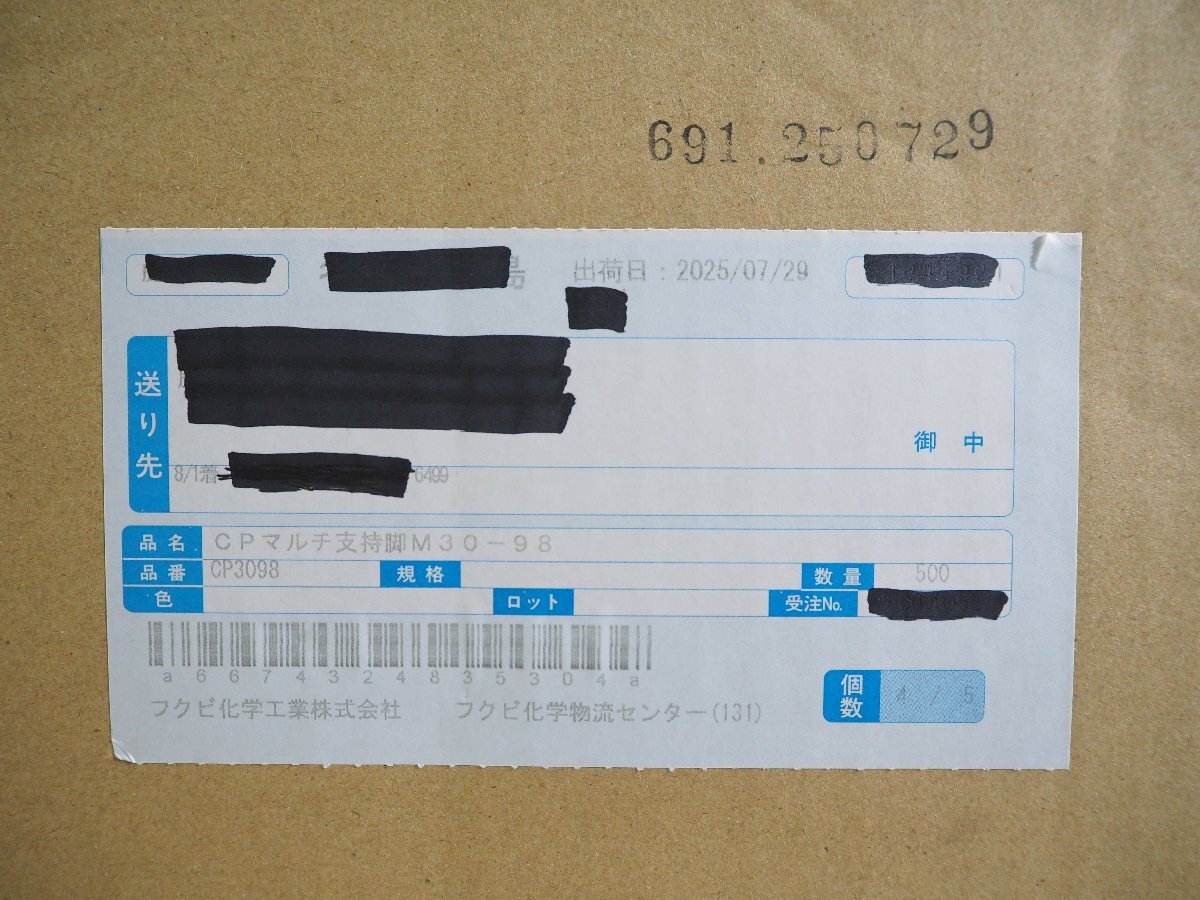 691.250729
出荷日：2025/07/29
送り先
御中
8/1着 6499
品名 CPマルチ支持脚M30-98
品番 CP3098 規格 数量 500
色 ロット 受注No.
a6674324835304a
フクビ化学工業株式会社 フクビ化学物流センター(131)
個数 4 / 5